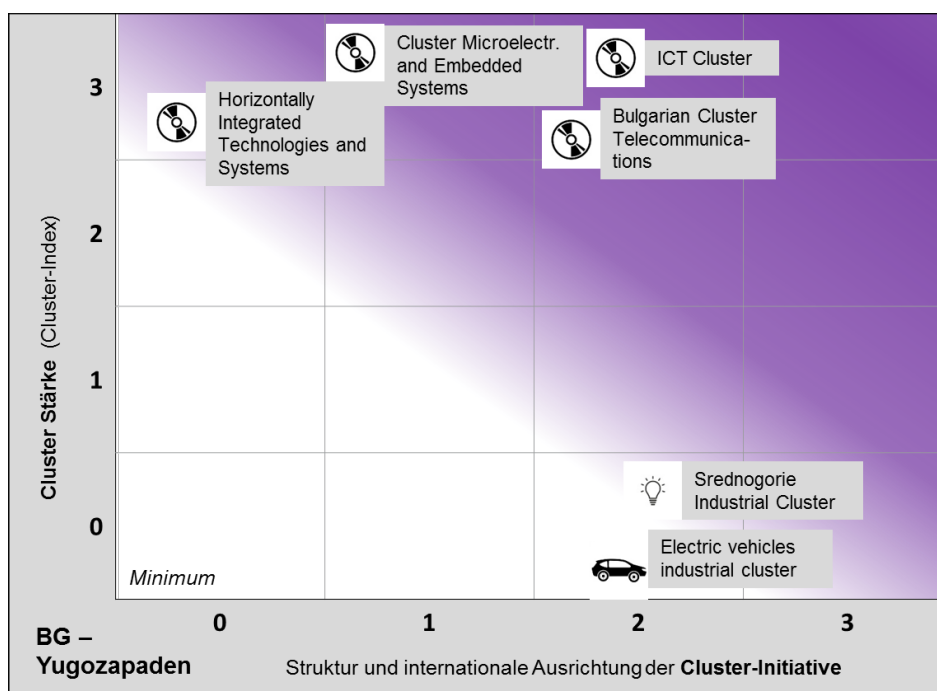 Cluster Microelectr.
and Embedded
Systems
ICT Cluster
3
Horizontally
Integrated
Technologies and
Systems
Bulgarian Cluster
Telecommunica-
tions
2
1
Cluster Stärke (Cluster-Index)
Srednogorie
Industrial Cluster
0
Electric vehicles
industrial cluster
Minimum
0 1 2 3
BG –
Yugozapaden
Struktur und internationale Ausrichtung der Cluster-Initiative